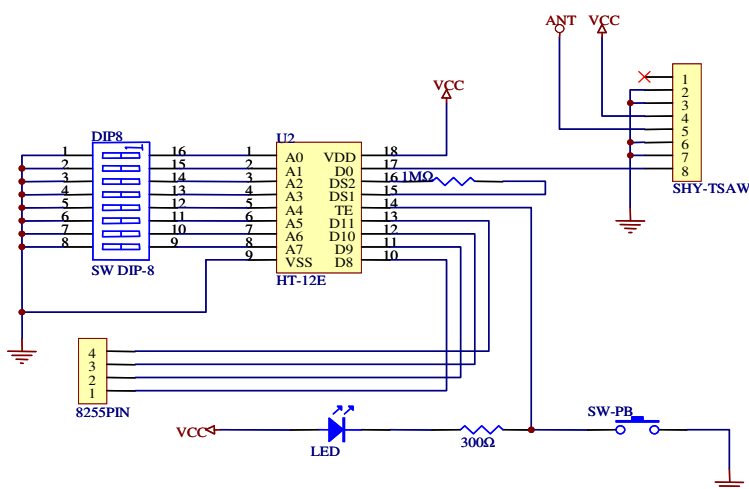 ANT VCC
VCC
1
2
3
4
5
6
7
8
SHY-TSAW
DIP8
U2
1 16 1 A0 VDD 18
2 15 2 A1 D0 17
3 14 3 A2 DS2 16 1MΩ
4 13 4 A3 DS1 15
5 12 5 A4 TE 14
6 11 6 A5 D11 13
7 10 7 A6 D10 12
8 9 8 A7 D9 11
9 VSS D8 10
1
SW DIP-8
HT-12E
4
3
2
1
8255PIN
VCC
LED
300Ω
SW-PB